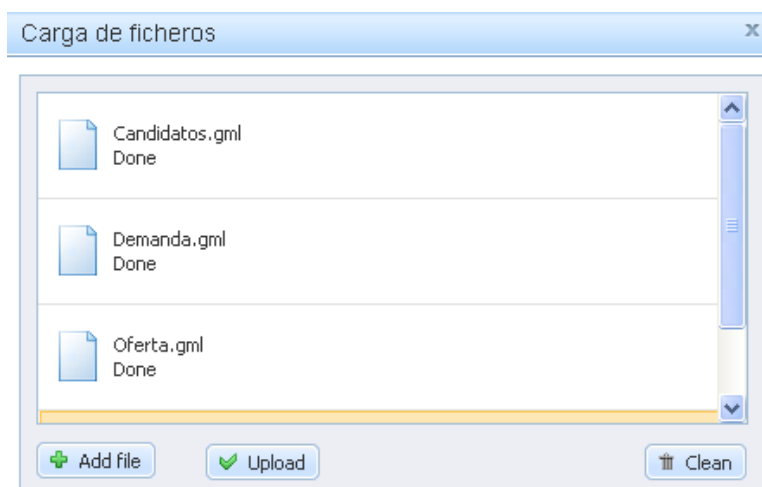 Carga de ficheros
x
Candidatos.gml
Done
Demanda.gml
Done
Oferta.gml
Done
Add file
Upload
Clean